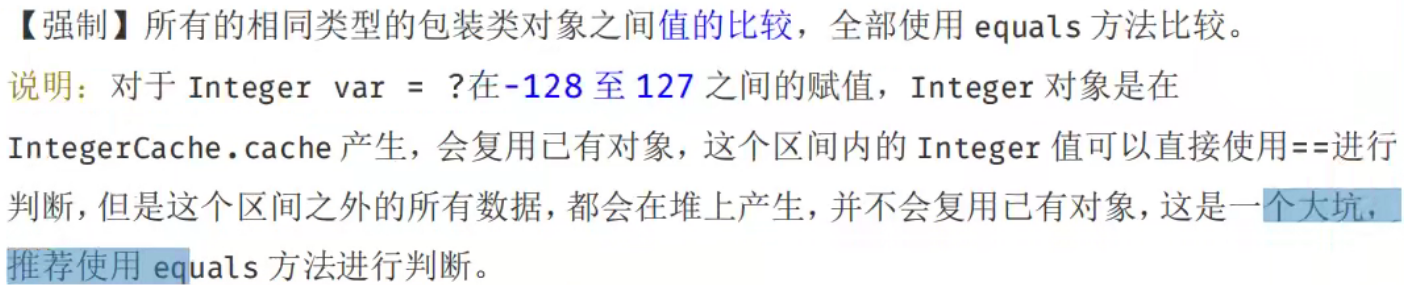 【强制】所有的相同类型的包装类对象之间值的比较，全部使用 equals 方法比较。
说明：对于 Integer var = ?在-128 至 127 之间的赋值，Integer 对象是在
IntegerCache.cache 产生，会复用已有对象，这个区间内的 Integer 值可以直接使用==进行
判断，但是这个区间之外的所有数据，都会在堆上产生，并不会复用已有对象，这是一个大坑，
推荐使用 equals 方法进行判断。